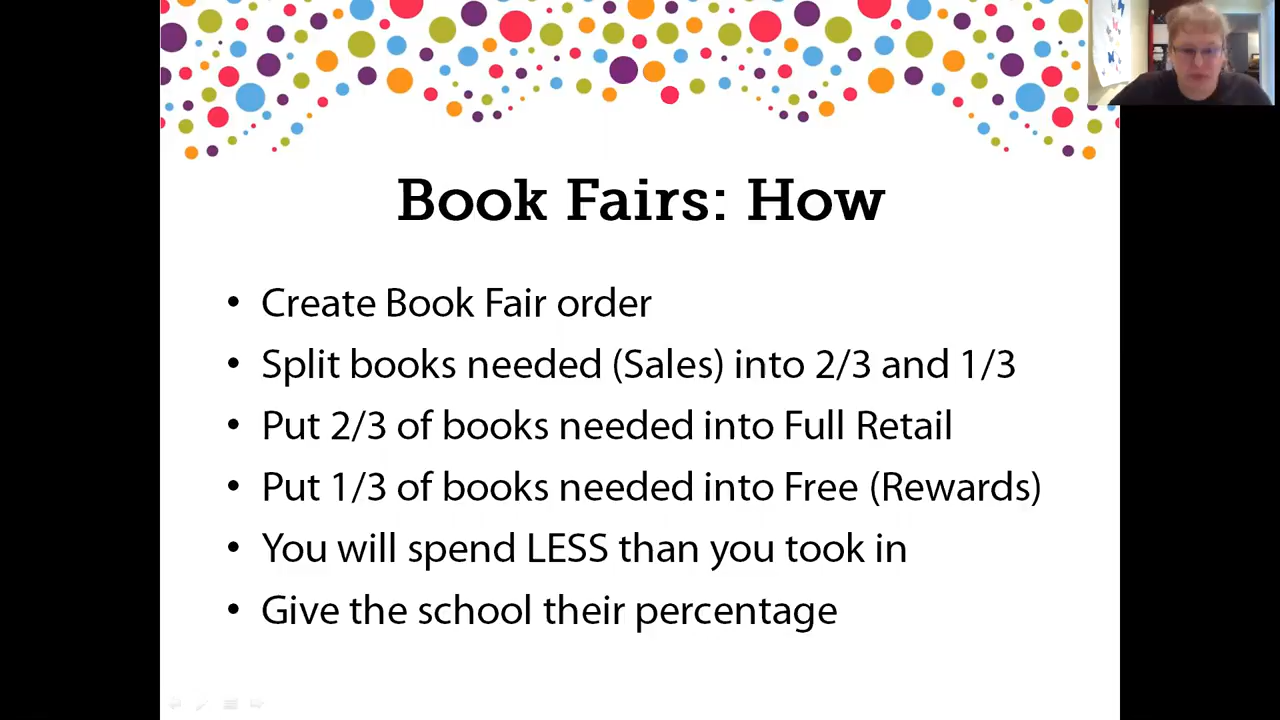 Book Fairs: How
• Create Book Fair order
• Split books needed (Sales) into 2/3 and 1/3
• Put 2/3 of books needed into Full Retail
• Put 1/3 of books needed into Free (Rewards)
• You will spend LESS than you took in
• Give the school their percentage